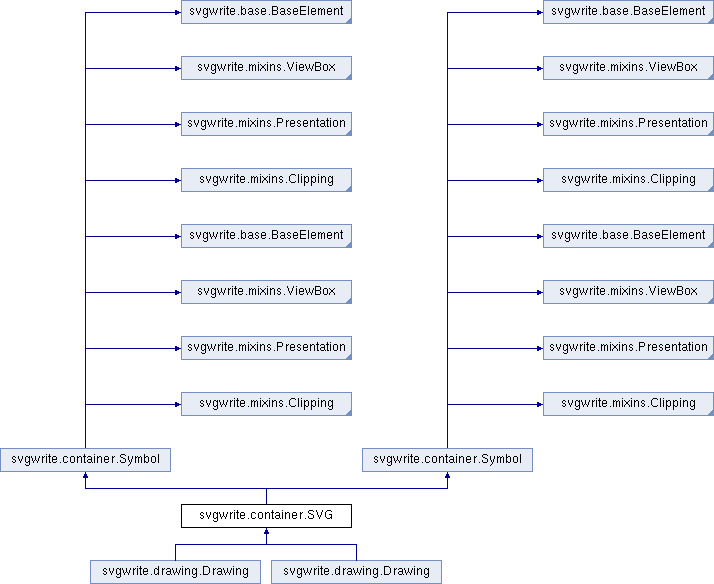 svgwrite.base.BaseElement
svgwrite.base.BaseElement
svgwrite.mixins.ViewBox
svgwrite.mixins.ViewBox
svgwrite.mixins.Presentation
svgwrite.mixins.Presentation
svgwrite.mixins.Clipping
svgwrite.mixins.Clipping
svgwrite.base.BaseElement
svgwrite.base.BaseElement
svgwrite.mixins.ViewBox
svgwrite.mixins.ViewBox
svgwrite.mixins.Presentation
svgwrite.mixins.Presentation
svgwrite.mixins.Clipping
svgwrite.mixins.Clipping
svgwrite.container.Symbol
svgwrite.container.Symbol
svgwrite.container.SVG
svgwrite.drawing.Drawing
svgwrite.drawing.Drawing